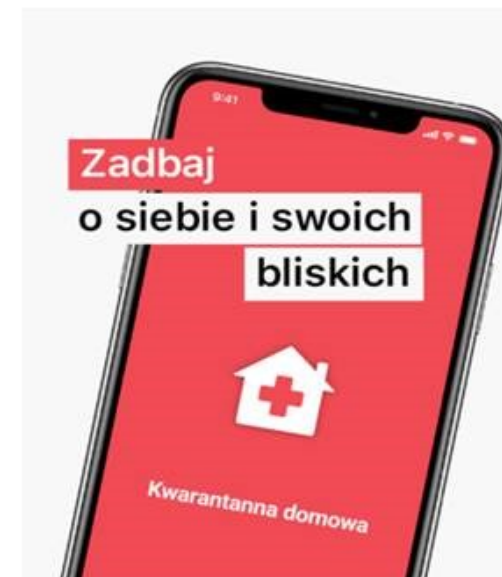 9:41
Zadbaj
o siebie i swoich
bliskich
Kwarantanna domowa